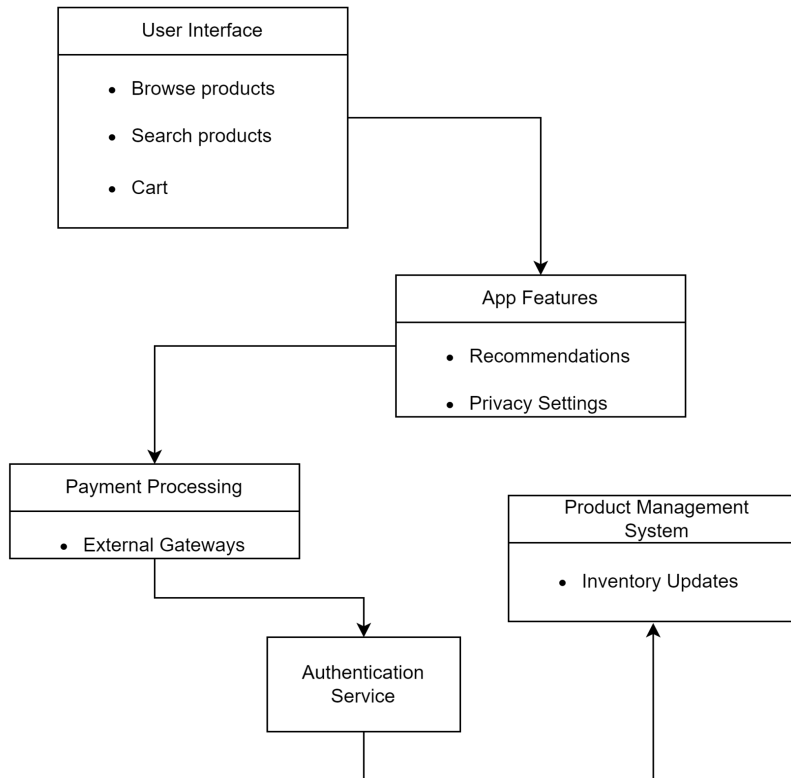 User Interface
Browse products
Search products
Cart
App Features
Recommendations
Privacy Settings
Payment Processing
External Gateways
Product Management
System
Inventory Updates
Authentication
Service